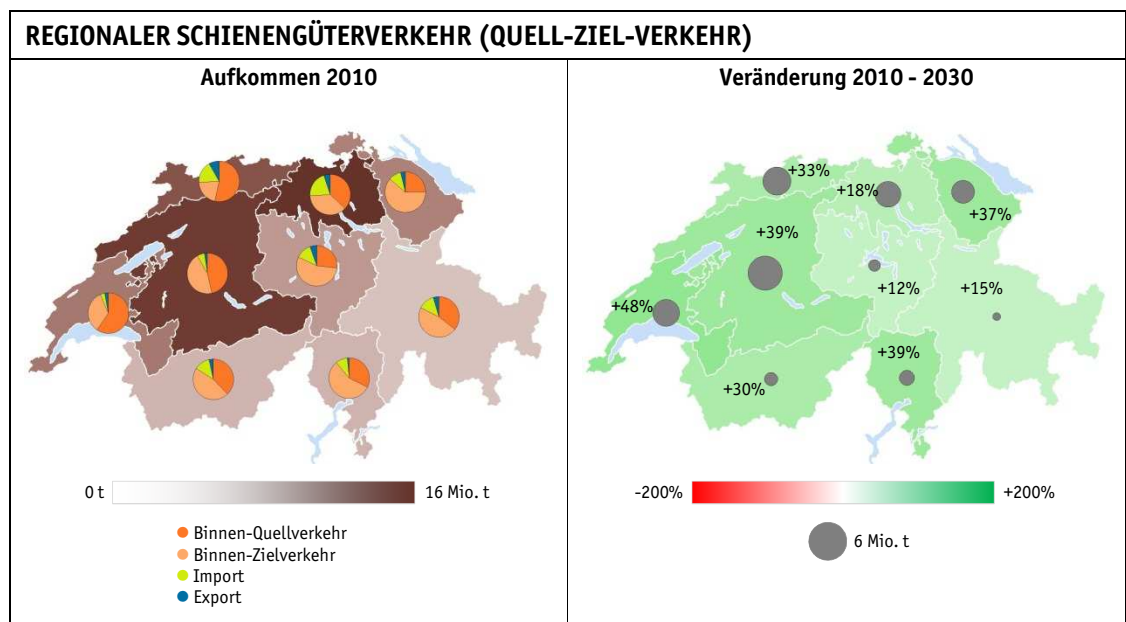 REGIONALER SCHIENENGÜTERVERKEHR (QUELL-ZIEL-VERKEHR)
Aufkommen 2010
0 t
16 Mio. t
Binnen-Quellverkehr
Binnen-Zielverkehr
Import
Export
Veränderung 2010 - 2030
+33%
+18%
+37%
+39%
+12%
+15%
+48%
+39%
+30%
-200%
+200%
6 Mio. t